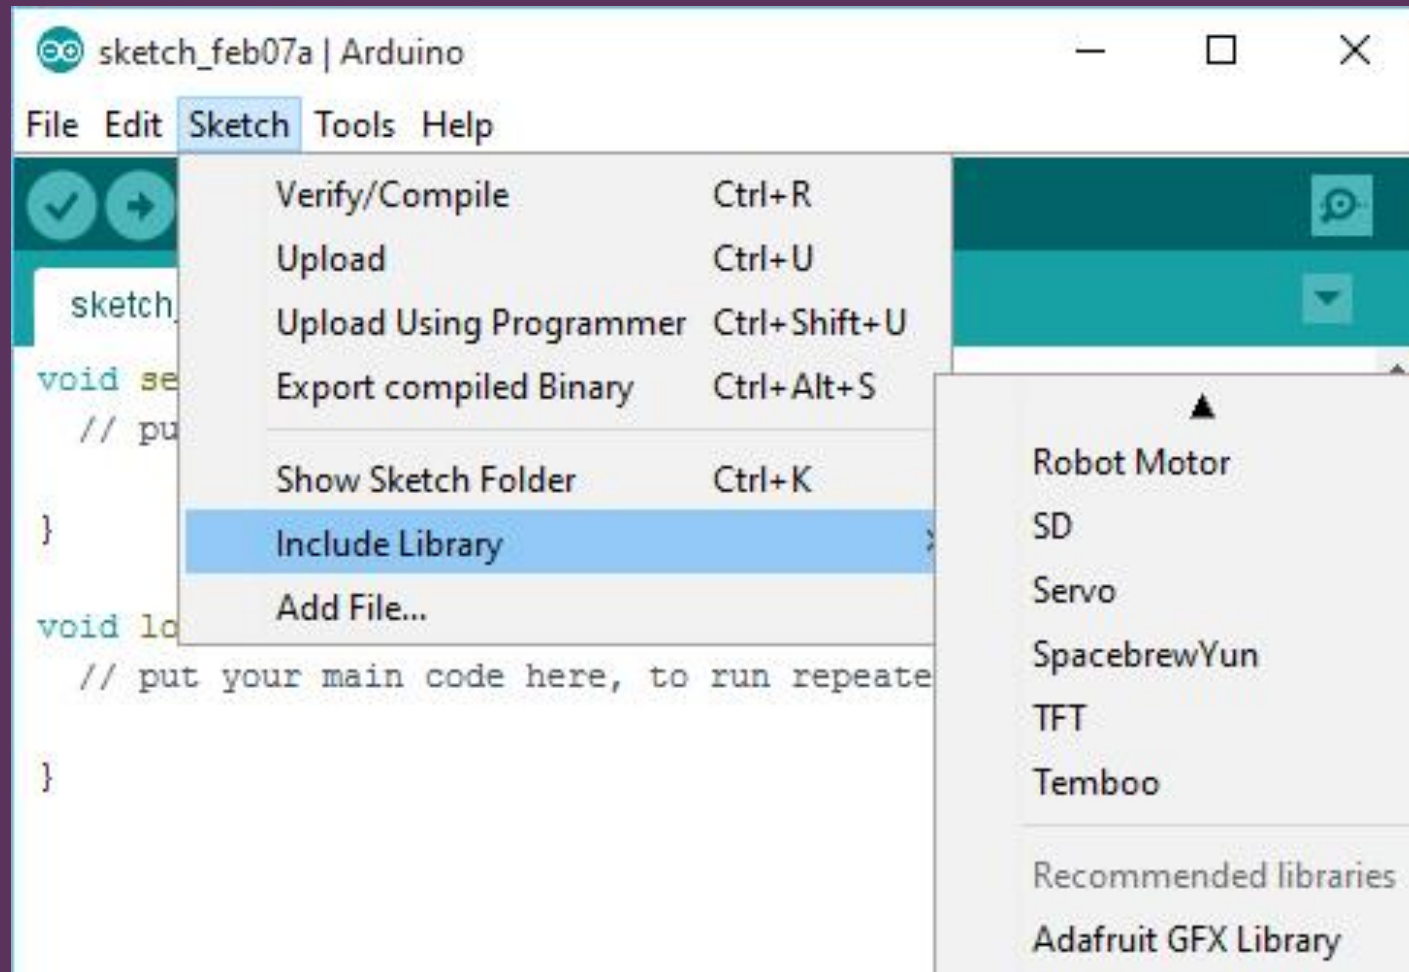 sketch_feb07a | Arduino
File Edit Sketch Tools Help
Verify/Compile Ctrl+R
Upload Ctrl+U
Upload Using Programmer Ctrl+Shift+U
Export compiled Binary Ctrl+Alt+S
Show Sketch Folder Ctrl+K
Include Library
Add File...
sketch_
void se
// pu
}
void lo
// put your main code here, to run repeate
}
Robot Motor
SD
Servo
SpacebrewYun
TFT
Temboo
Recommended libraries
Adafruit GFX Library